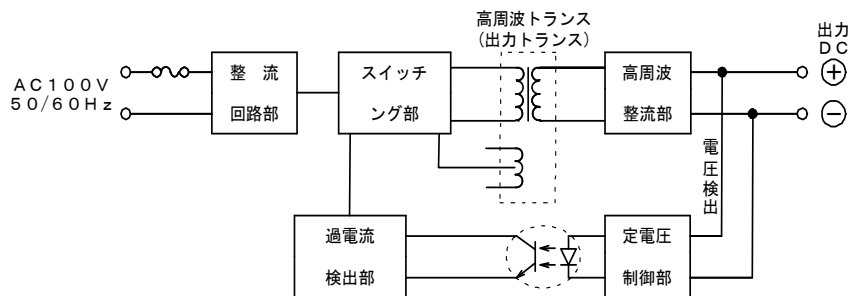 高周波トランス
(出力トランス)
出力
DC
AC100V
50/60Hz
整 流
回路部
スイッチ
ング部
高周波
整流部
+
−
電圧検出
過電流
検出部
定電圧
制御部